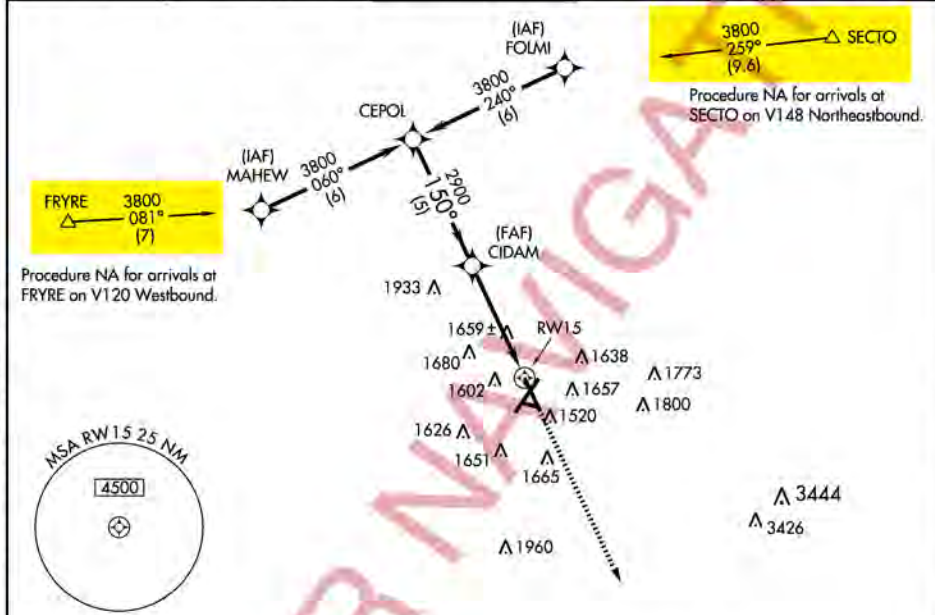 (IAF)
FOLMI
3800
259°
(9.6)
SECTO
Procedure NA for arrivals at
SECTO on V148 Northeastbound.
3800
240°
(6)
CEPOL
(IAF)
MAHEW
3800
060°
(6)
FRYRE
3800
081°
(7)
Procedure NA for arrivals at
FRYRE on V120 Westbound.
2900
150°
(5)
(FAF)
CIDAM
1933
1659±
RW15
1680
1638
1602
1657
1773
1800
1520
1626
1651
1665
MSA RW15 25 NM
4500
3444
3426
1960
R NAVIGA